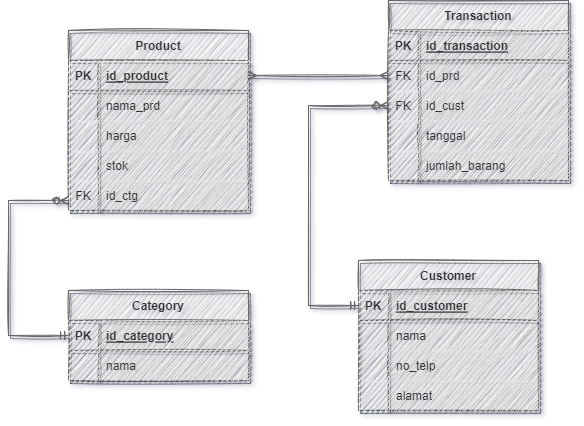 Product
PK id_product
nama_prd
harga
stok
FK id_ctg
Transaction
PK id_transaction
FK id_prd
FK id_cust
tanggal
jumlah_barang
Category
PK id_category
nama
Customer
PK id_customer
nama
no_telp
alamat